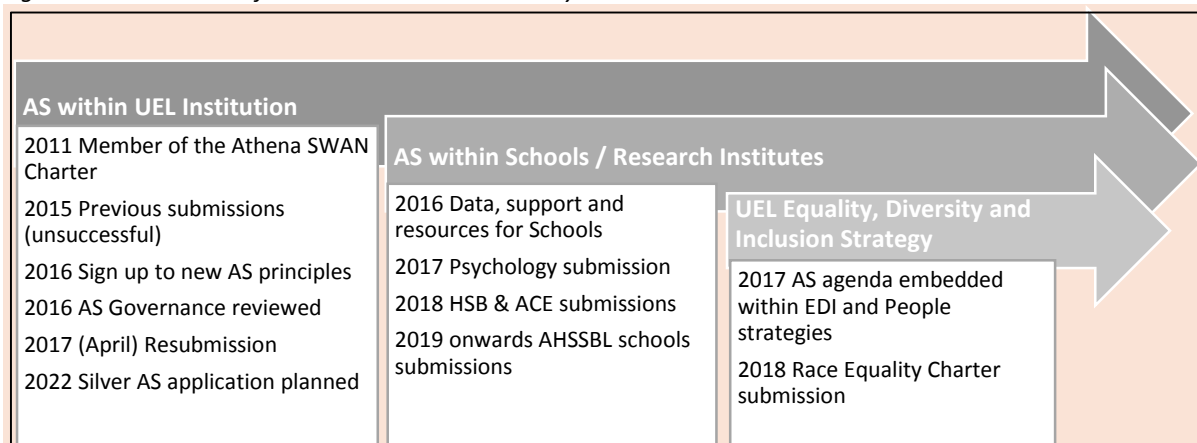 AS within UEL Institution
2011 Member of the Athena SWAN
Charter
2015 Previous submissions
(unsuccessful)
2016 Sign up to new AS principles
2016 AS Governance reviewed
2017 (April) Resubmission
2022 Silver AS application planned
AS within Schools / Research Institutes
2016 Data, support and
resources for Schools
2017 Psychology submission
2018 HSB & ACE submissions
2019 onwards AHSSBL schools
submissions
UEL Equality, Diversity and
Inclusion Strategy
2017 AS agenda embedded
within EDI and People
strategies
2018 Race Equality Charter
submission